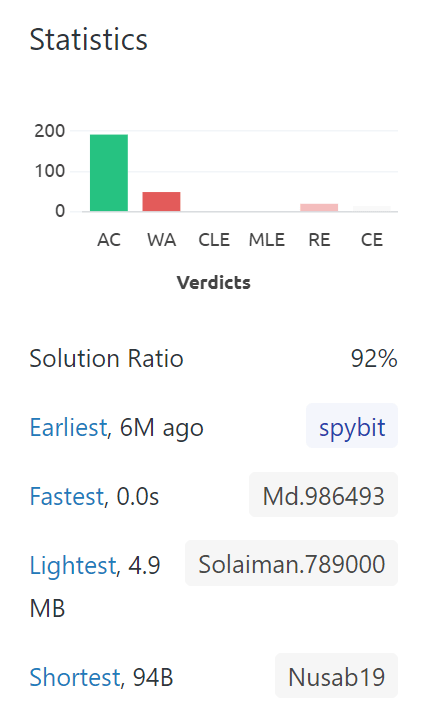 Statistics
200
100
0
AC WA CLE MLE RE CE
Verdicts
Solution Ratio 92%
Earliest, 6M ago spybit
Fastest, 0.0s Md.986493
Lightest, 4.9 Solaiman.789000
MB
Shortest, 94B Nusab19